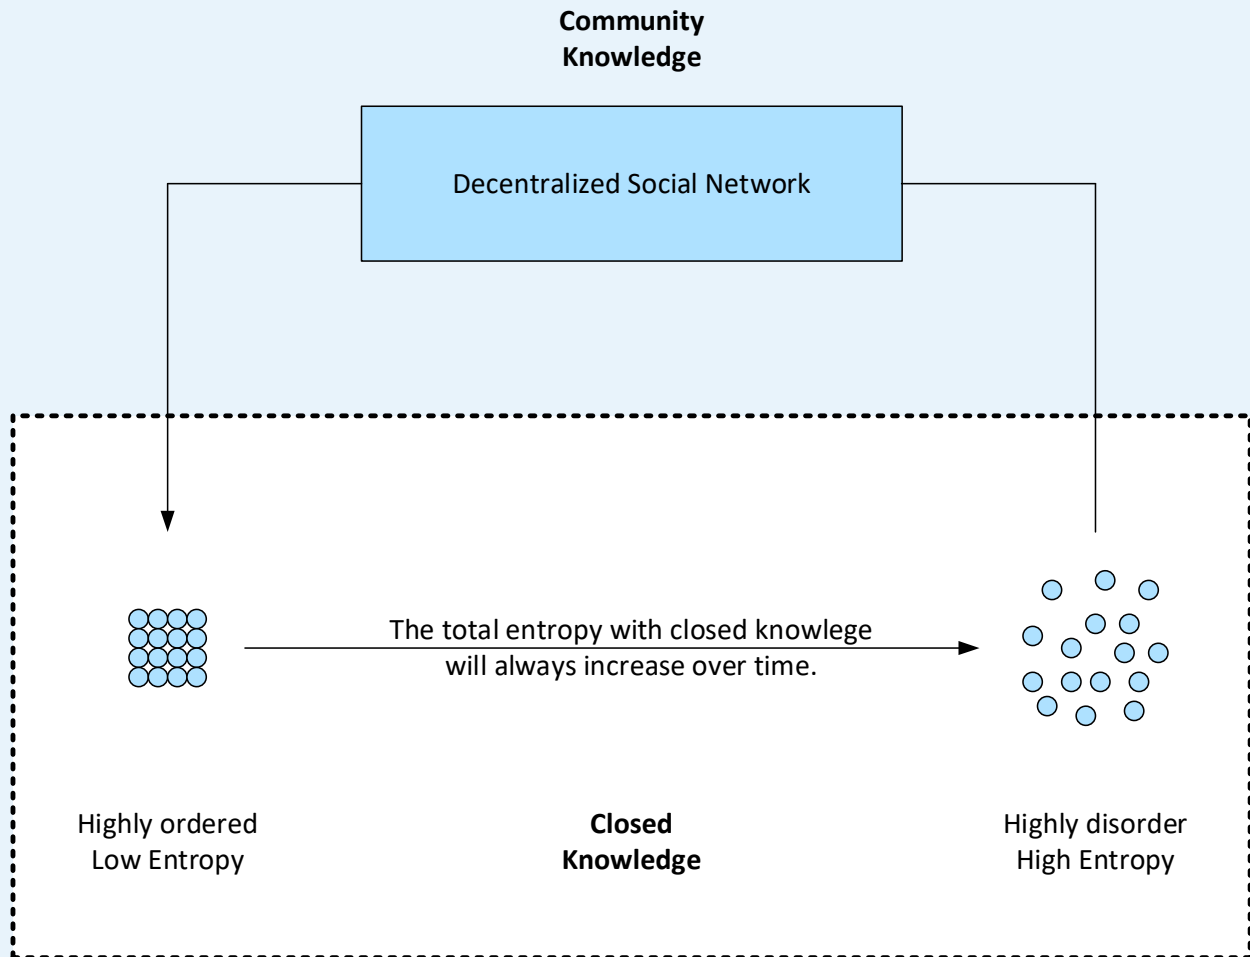 Community
Knowledge
Decentralized Social Network
The total entropy with closed knowlege
will always increase over time.
Highly ordered
Low Entropy
Closed
Knowledge
Highly disorder
High Entropy